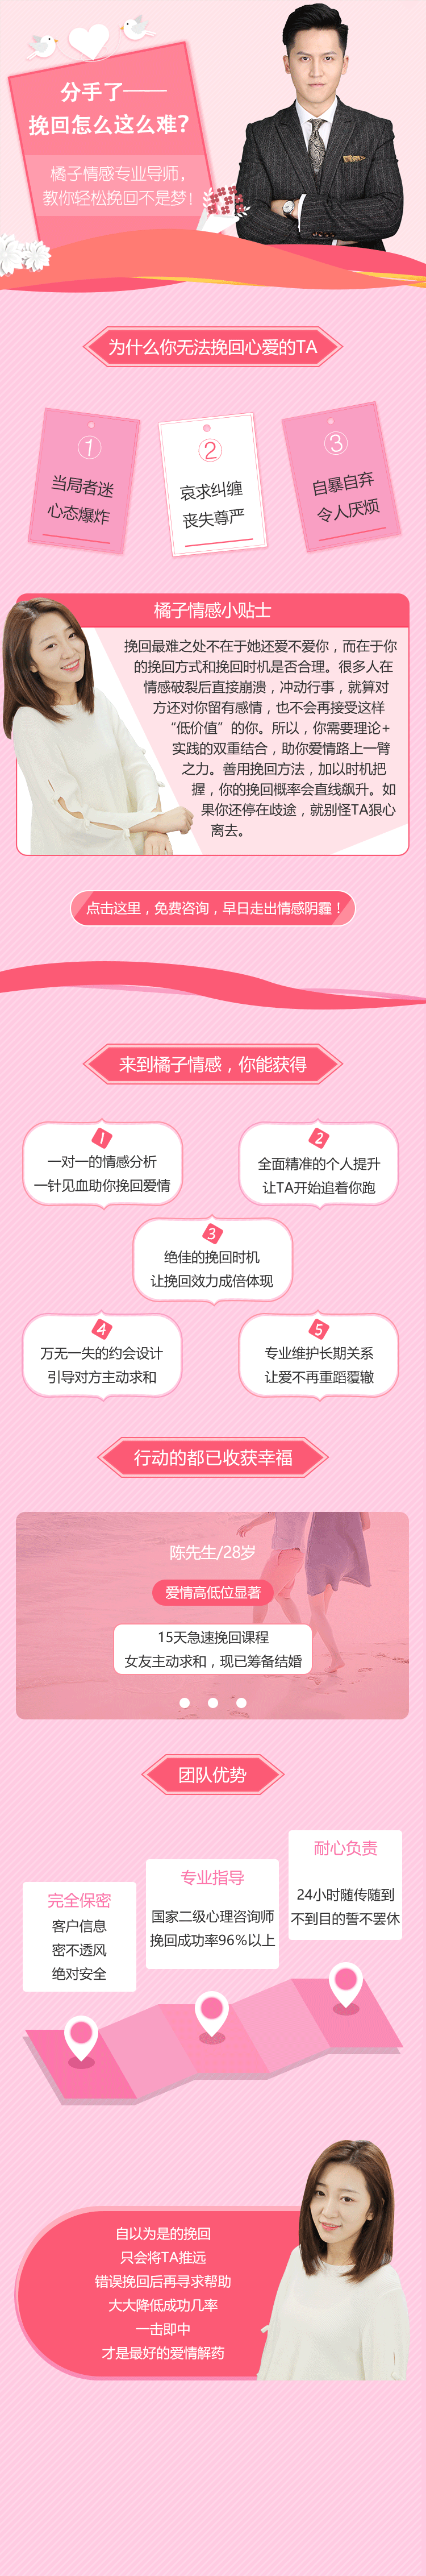 分手了——
挽回怎么这么难？
橘子情感专业导师，
教你轻松挽回不是梦！
为什么你无法挽回心爱的TA
1
当局者迷
心态爆炸
2
哀求纠缠
丧失尊严
3
自暴自弃
令人厌烦
橘子情感小贴士
挽回最难之处不在于她还爱不爱你，而在于你
的挽回方式和挽回时机是否合理。很多人在
情感破裂后直接崩溃，冲动行事，就算对
方还对你留有感情，也不会再接受这样
“低价值”的你。所以，你需要理论+
实践的双重结合，助你爱情路上一臂
之力。善用挽回方法，加以时机把
握，你的挽回概率会直线飙升。如
果你还停在歧途，就别怪TA狠心
离去。
点击这里，免费咨询，早日走出情感阴霾！
来到橘子情感，你能获得
1
一对一的情感分析
一针见血助你挽回爱情
2
全面精准的个人提升
让TA开始追着你跑
3
绝佳的挽回时机
让挽回效力成倍体现
4
万无一失的约会设计
引导对方主动求和
5
专业维护长期关系
让爱不再重蹈覆辙
行动的都已收获幸福
陈先生/28岁
爱情高低位显著
15天急速挽回课程
女友主动求和，现已筹备结婚
团队优势
完全保密
客户信息
密不透风
绝对安全
专业指导
国家二级心理咨询师
挽回成功率96%以上
耐心负责
24小时随传随到
不到目的誓不罢休
自以为是的挽回
只会将TA推远
错误挽回后再寻求帮助
大大降低成功几率
一击即中
才是最好的爱情解药